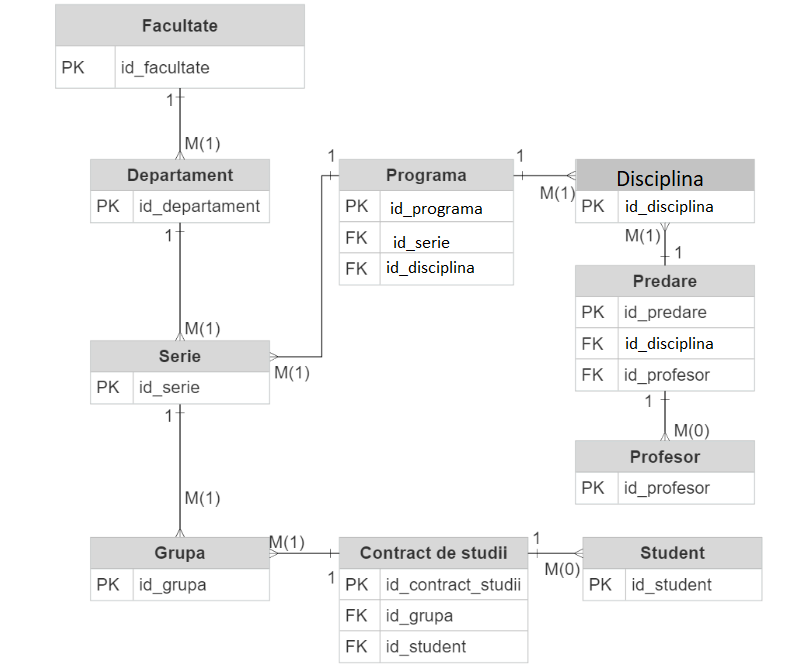 Facultate
PK id_facultate
1
M(1)
Departament
PK id_departament
1
M(1)
Serie
PK id_serie
1
M(1)
Grupa
PK id_grupa
1
Programa
PK id_programa
FK id_serie
FK id_disciplina
M(1)
1
M(1)
Disciplina
PK id_disciplina
M(1)
1
Predare
PK id_predare
FK id_disciplina
FK id_profesor
1
M(0)
Profesor
PK id_profesor
M(1)
1
Contract de studii
PK id_contract_studii
FK id_grupa
FK id_student
1
M(0)
Student
PK id_student